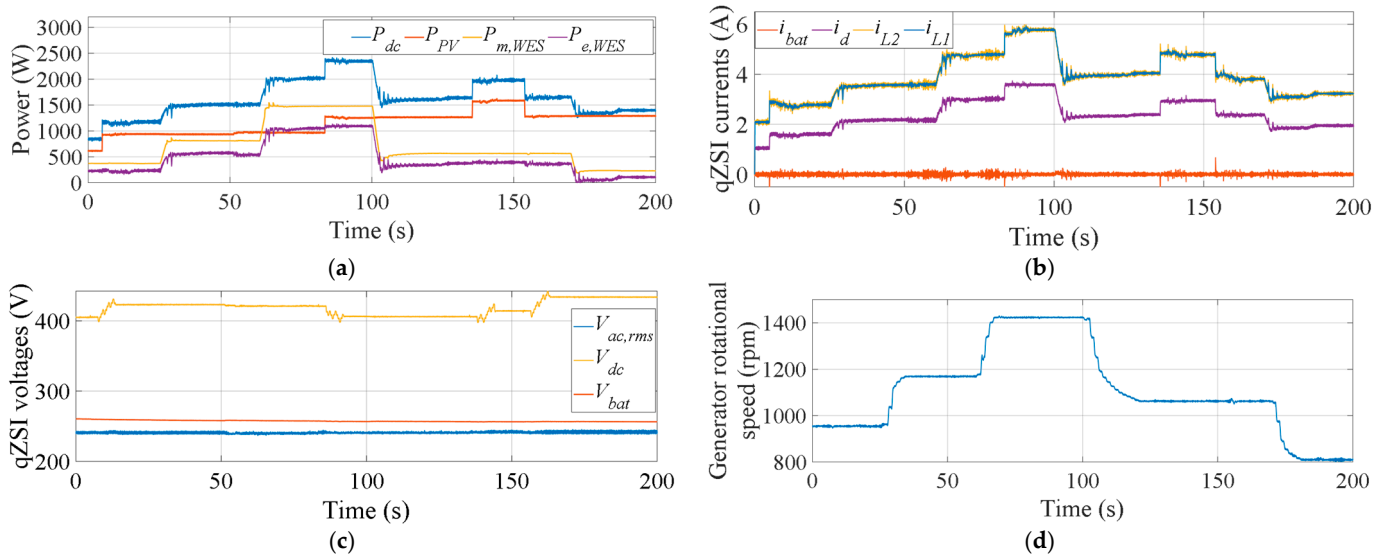 P_dc P_PV P_m,WES P_e,WES
Power (W)
3000
2500
2000
1500
1000
500
0
0 50 100 150 200
Time (s)
(a)
i_bat i_d i_L2 i_L1
qZSI currents (A)
6
4
2
0
0 50 100 150 200
Time (s)
(b)
qZSI voltages (V)
400
300
200
V_ac,rms
V_dc
V_bat
0 50 100 150 200
Time (s)
(c)
Generator rotational
speed (rpm)
1400
1200
1000
800
0 50 100 150 200
Time (s)
(d)